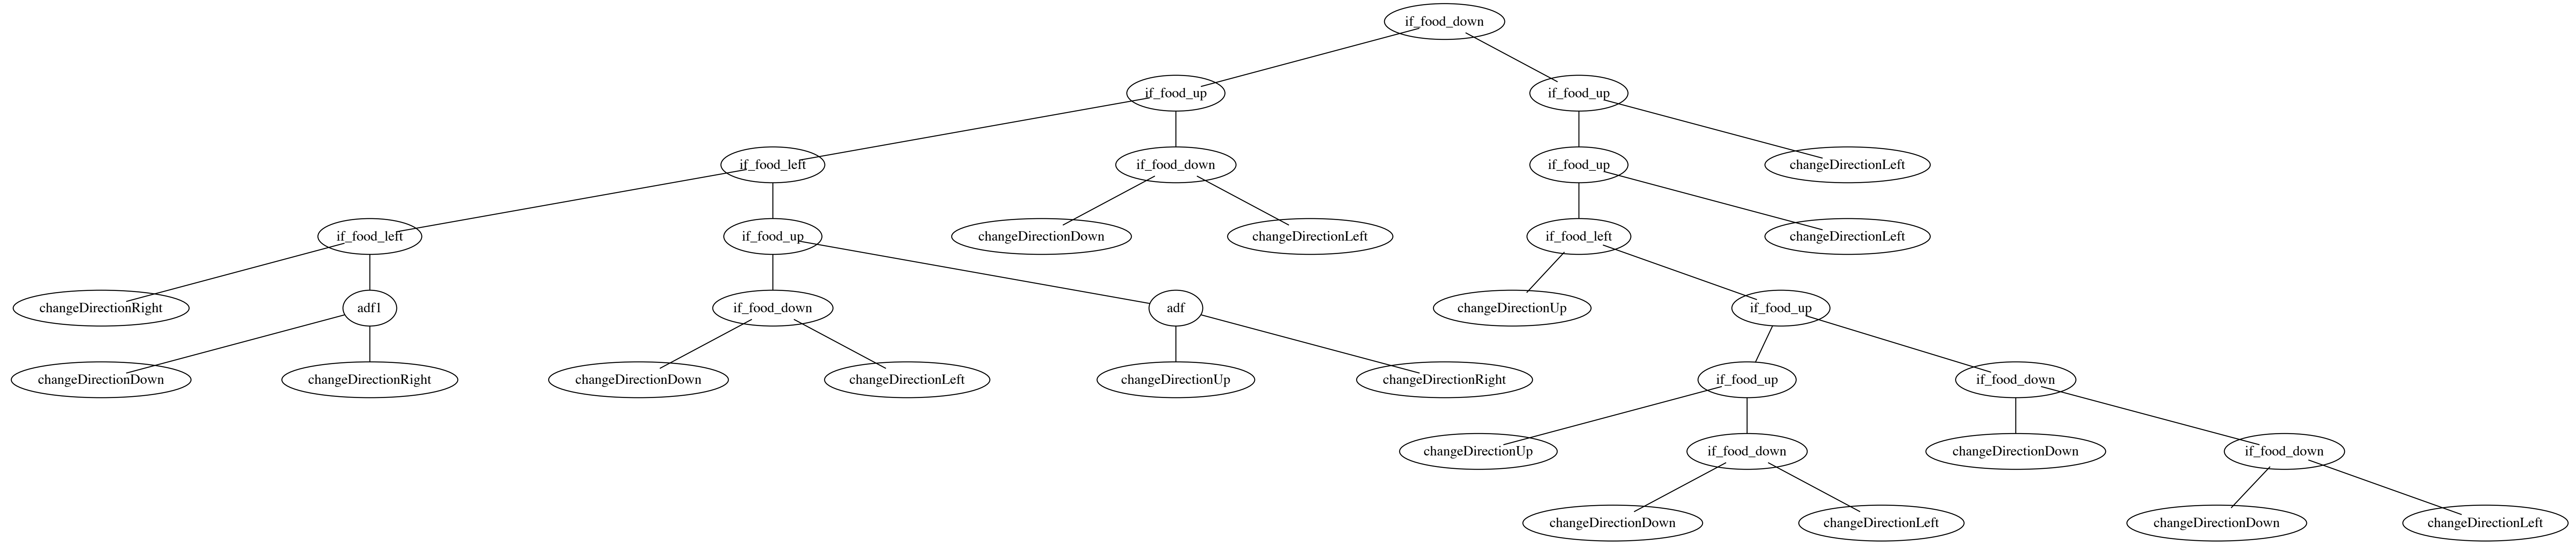 if_food_down
if_food_up
if_food_up
if_food_left
if_food_down
if_food_up
changeDirectionLeft
if_food_left
if_food_up
changeDirectionDown
changeDirectionLeft
if_food_left
changeDirectionLeft
changeDirectionRight
adf1
if_food_down
adf
changeDirectionUp
if_food_up
changeDirectionDown
changeDirectionRight
changeDirectionDown
changeDirectionLeft
changeDirectionUp
changeDirectionRight
if_food_up
if_food_down
changeDirectionUp
if_food_down
changeDirectionDown
if_food_down
changeDirectionDown
changeDirectionLeft
changeDirectionDown
changeDirectionLeft